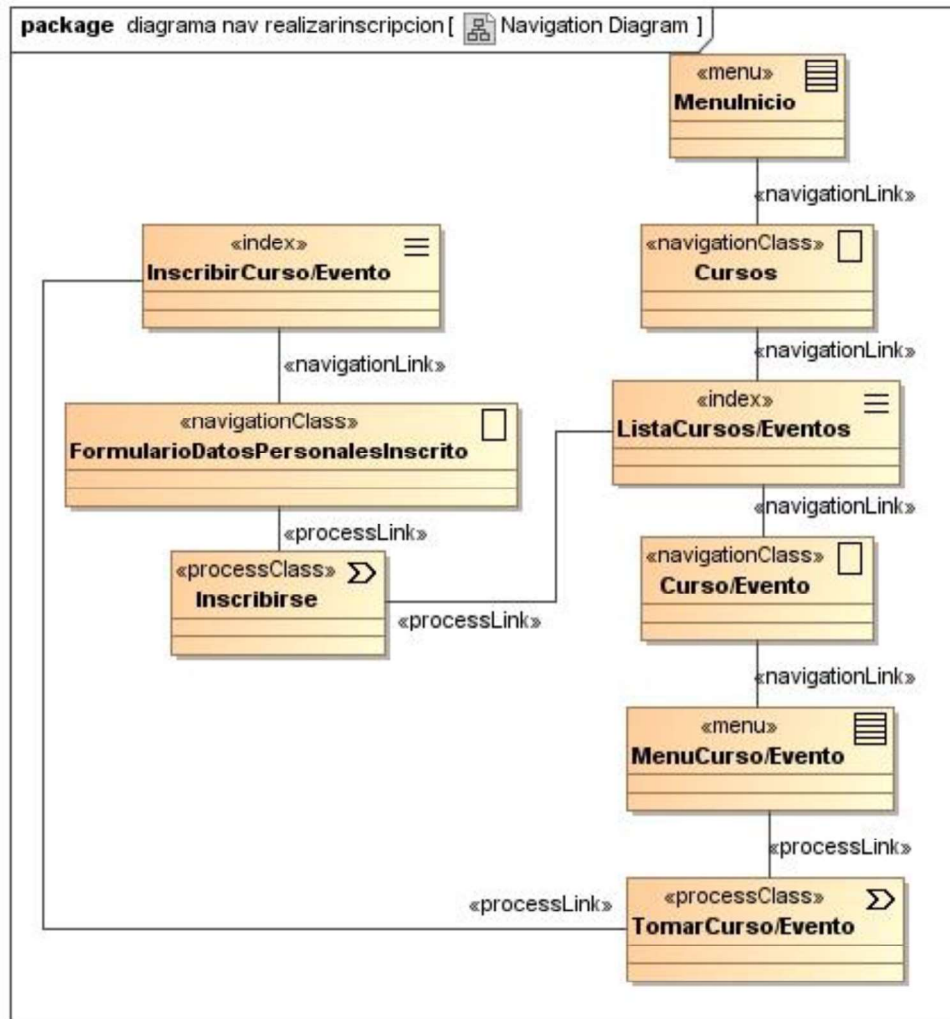 package diagrama nav realizarinscripcion [ Navigation Diagram ]
«menu»
MenuInicio
«navigationLink»
«navigationClass»
Cursos
«navigationLink»
«index»
ListaCursos/Eventos
«navigationLink»
«navigationClass»
Curso/Evento
«navigationLink»
«menu»
MenuCurso/Evento
«processLink»
«processClass»
TomarCurso/Evento
«processLink»
«index»
InscribirCurso/Evento
«navigationLink»
«navigationClass»
FormularioDatosPersonalesInscrito
«processLink»
«processClass»
Inscribirse
«processLink»